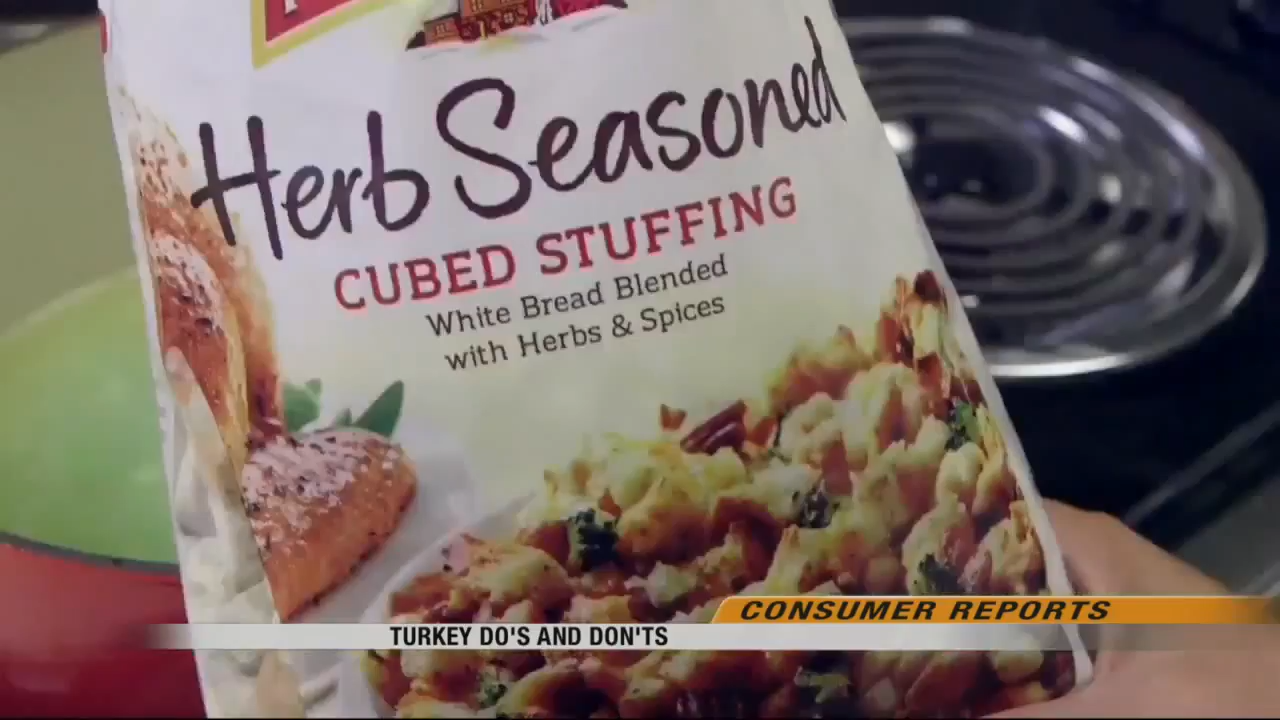 Herb Seasoned
CUBED STUFFING
White Bread Blended
with Herbs & Spices
CONSUMER REPORTS
TURKEY DO'S AND DON'TS